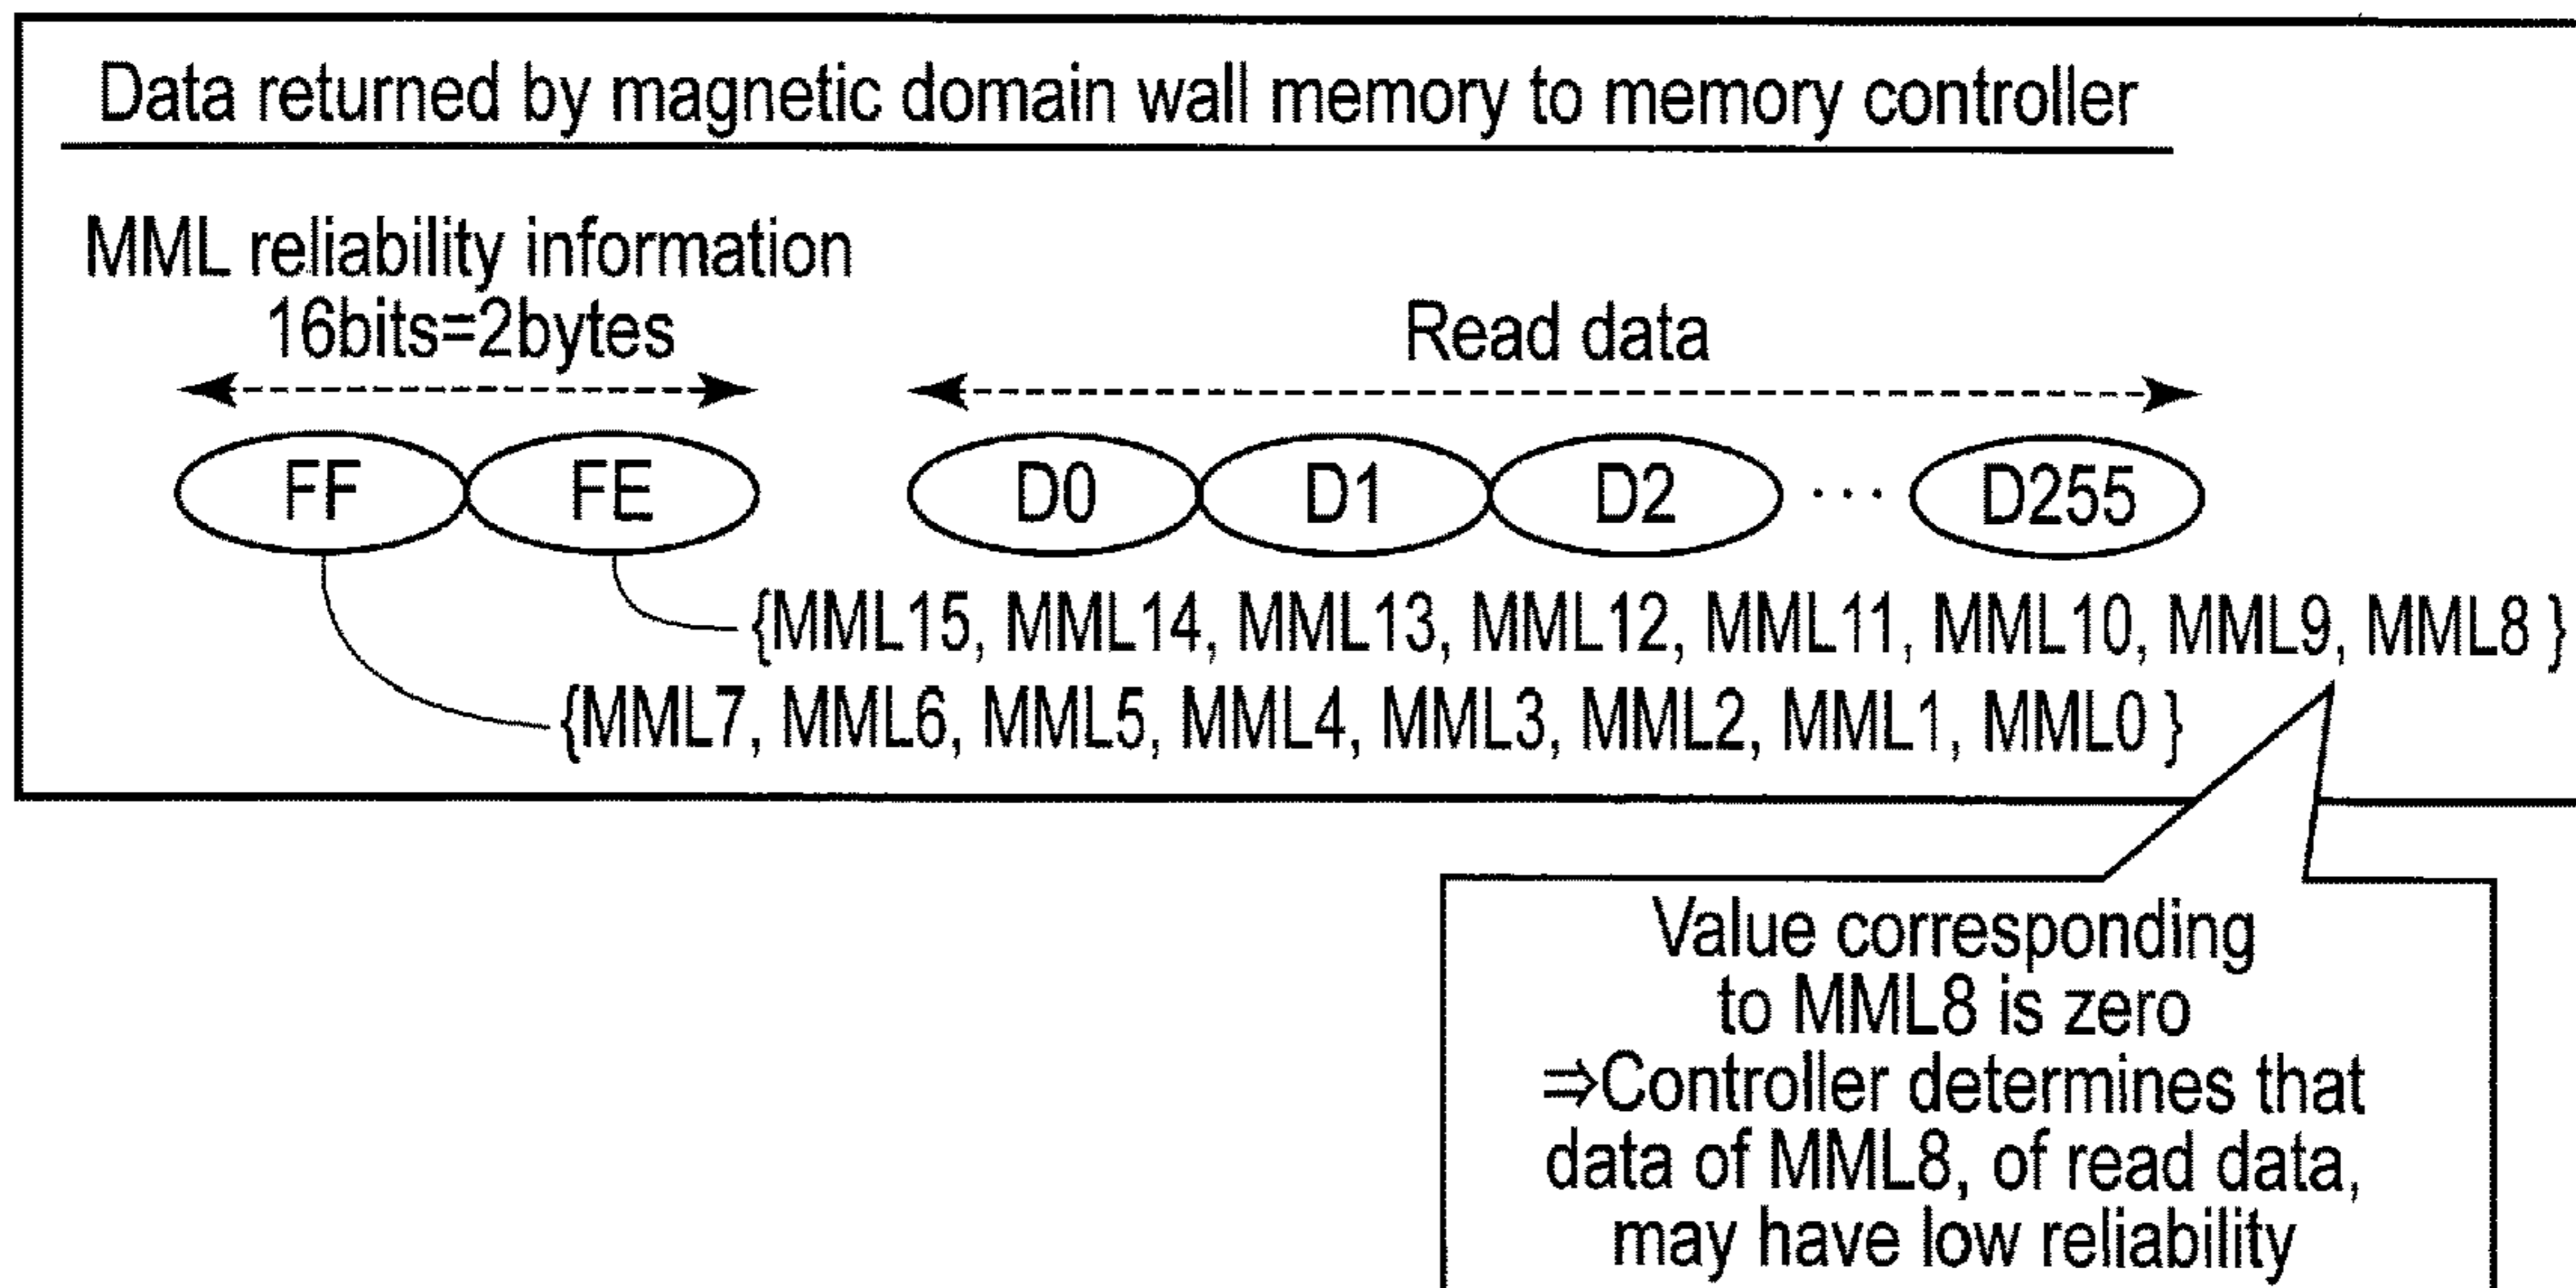 Data returned by magnetic domain wall memory to memory controller
MML reliability information
16bits=2bytes
Read data
FF FE D0 D1 D2 ··· D255
{MML15, MML14, MML13, MML12, MML11, MML10, MML9, MML8 }
{MML7, MML6, MML5, MML4, MML3, MML2, MML1, MML0 }
Value corresponding
to MML8 is zero
⇒Controller determines that
data of MML8, of read data,
may have low reliability